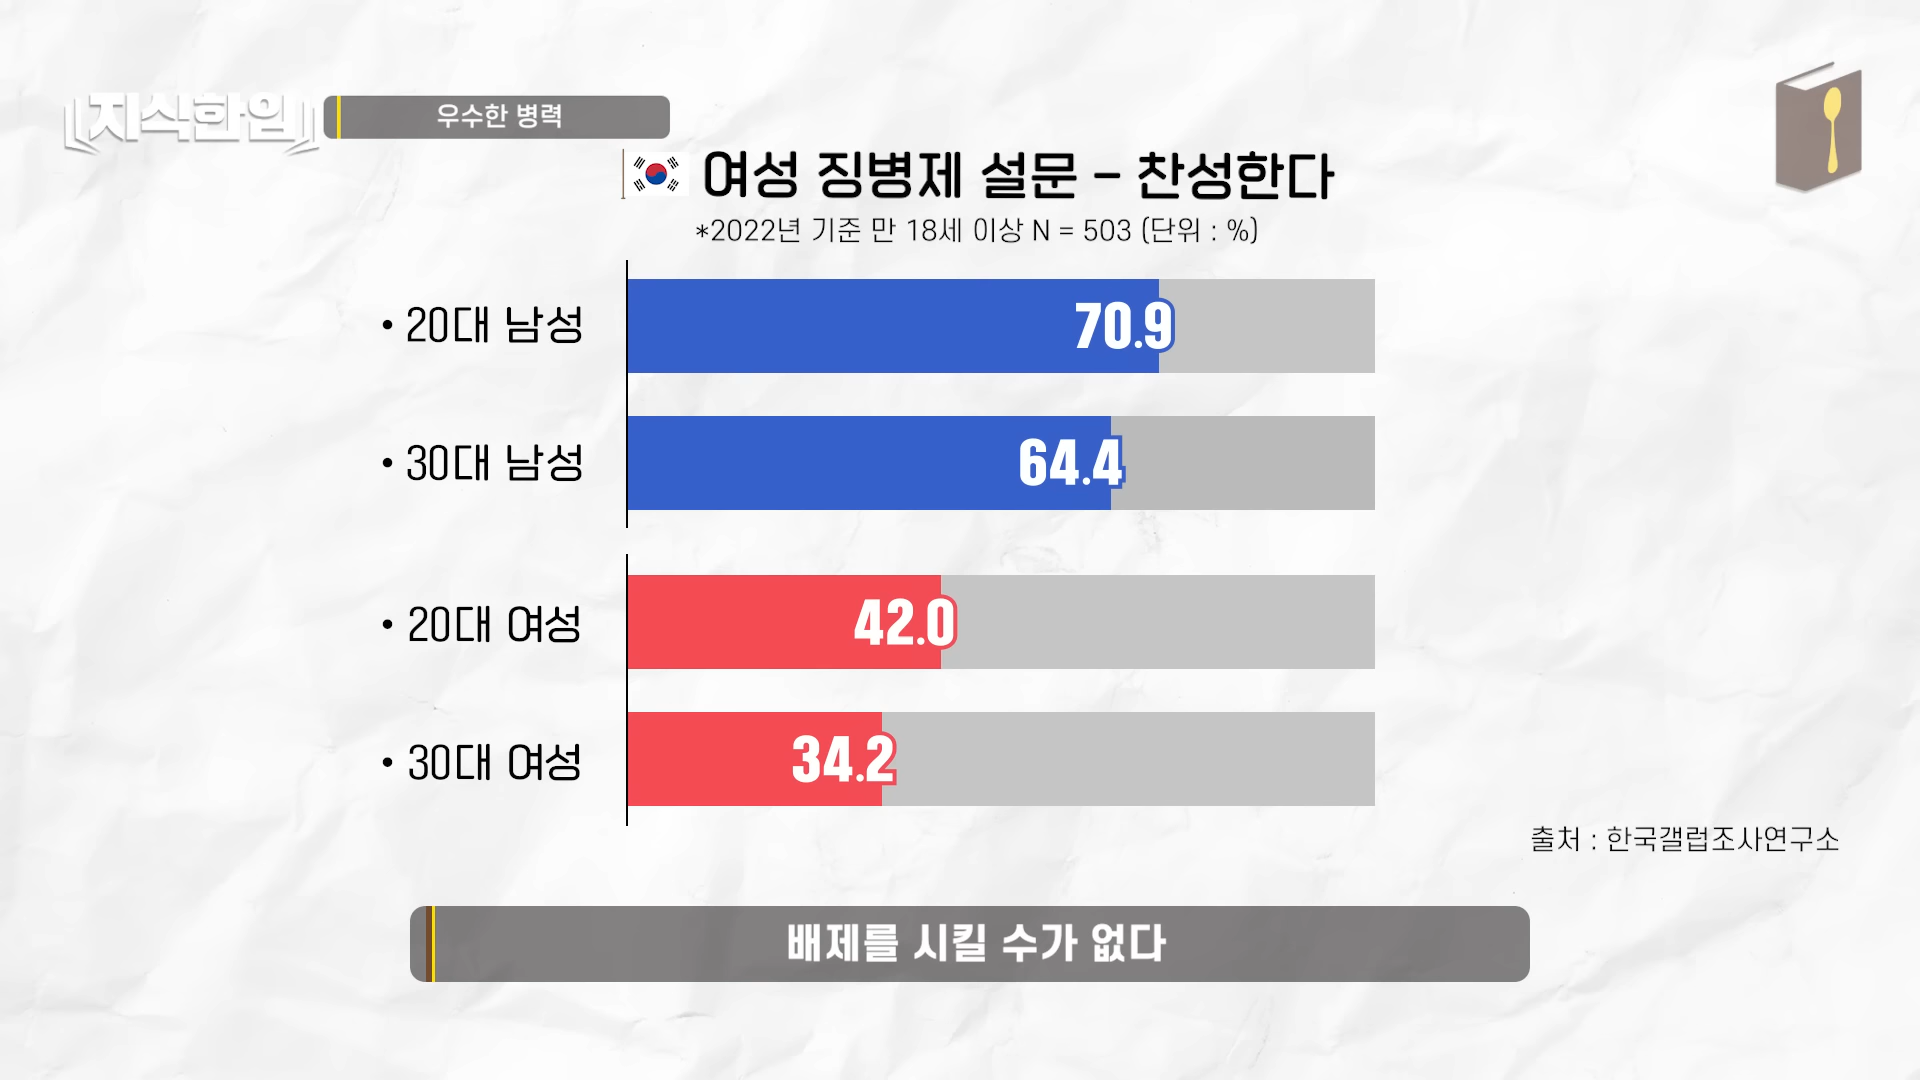 지식한입
우수한 병력
여성 징병제 설문 – 찬성한다
*2022년 기준 만 18세 이상 N = 503 (단위 : %)
• 20대 남성 70.9
• 30대 남성 64.4
• 20대 여성 42.0
• 30대 여성 34.2
출처 : 한국갤럽조사연구소
배제를 시킬 수가 없다